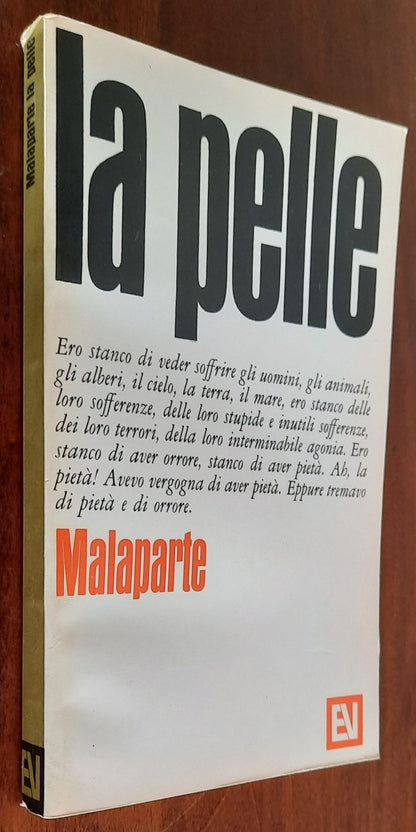 Malaparte la pelle
la pelle
Ero stanco di veder soffrire gli uomini, gli animali,
gli alberi, il cielo, la terra, il mare, ero stanco delle
loro sofferenze, delle loro stupide e inutili sofferenze,
dei loro terrori, della loro interminabile agonia. Ero
stanco di aver orrore, stanco di aver pietà. Ah, la
pietà! Avevo vergogna di aver pietà. Eppure tremavo
di pietà e di orrore.
Malaparte
EV
EV